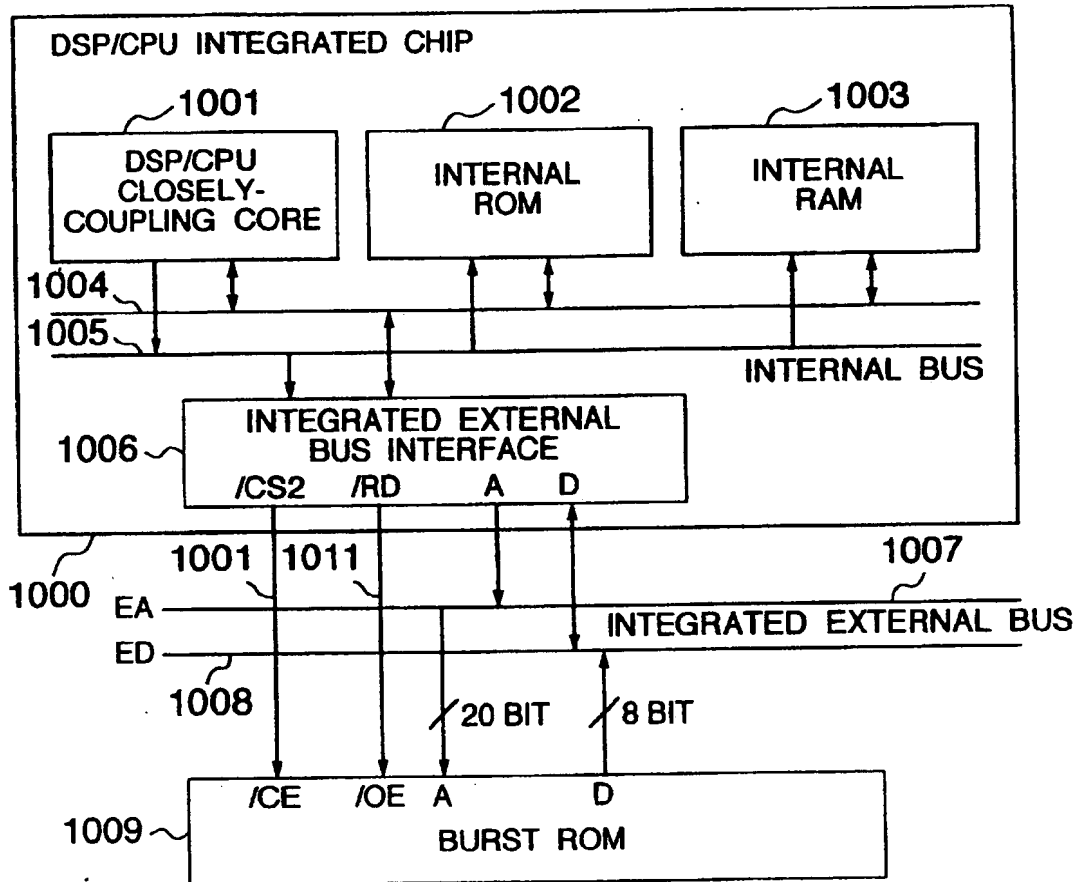 DSP/CPU INTEGRATED CHIP
1001
1002
1003
DSP/CPU
CLOSELY-
COUPLING CORE
INTERNAL
ROM
INTERNAL
RAM
1004
1005
INTERNAL BUS
INTEGRATED EXTERNAL
BUS INTERFACE
1006
/CS2 /RD A D
1000
1001
1011
1007
EA
INTEGRATED EXTERNAL BUS
ED
1008
20 BIT
8 BIT
/CE /OE A D
1009
BURST ROM